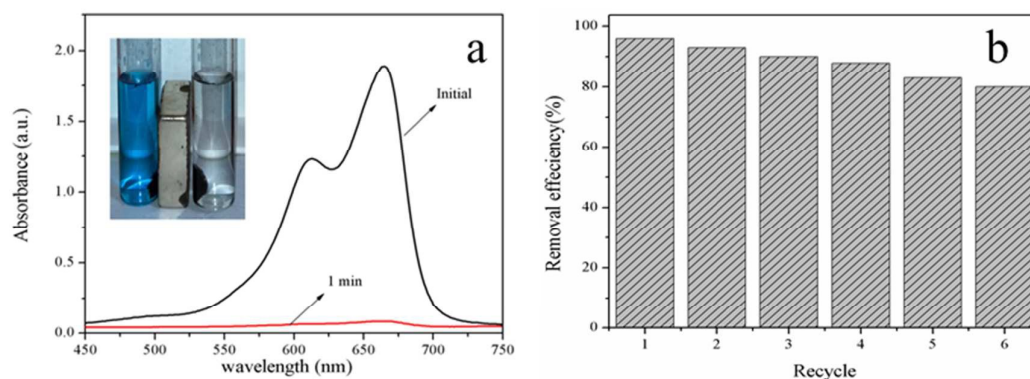 a
2.0
1.5
1.0
0.5
0.0
Absorbance (a.u.)
Initial
1 min
450 500 550 600 650 700 750
wavelength (nm)
b
100
80
60
40
20
0
Removal effeciency(%)
1 2 3 4 5 6
Recycle